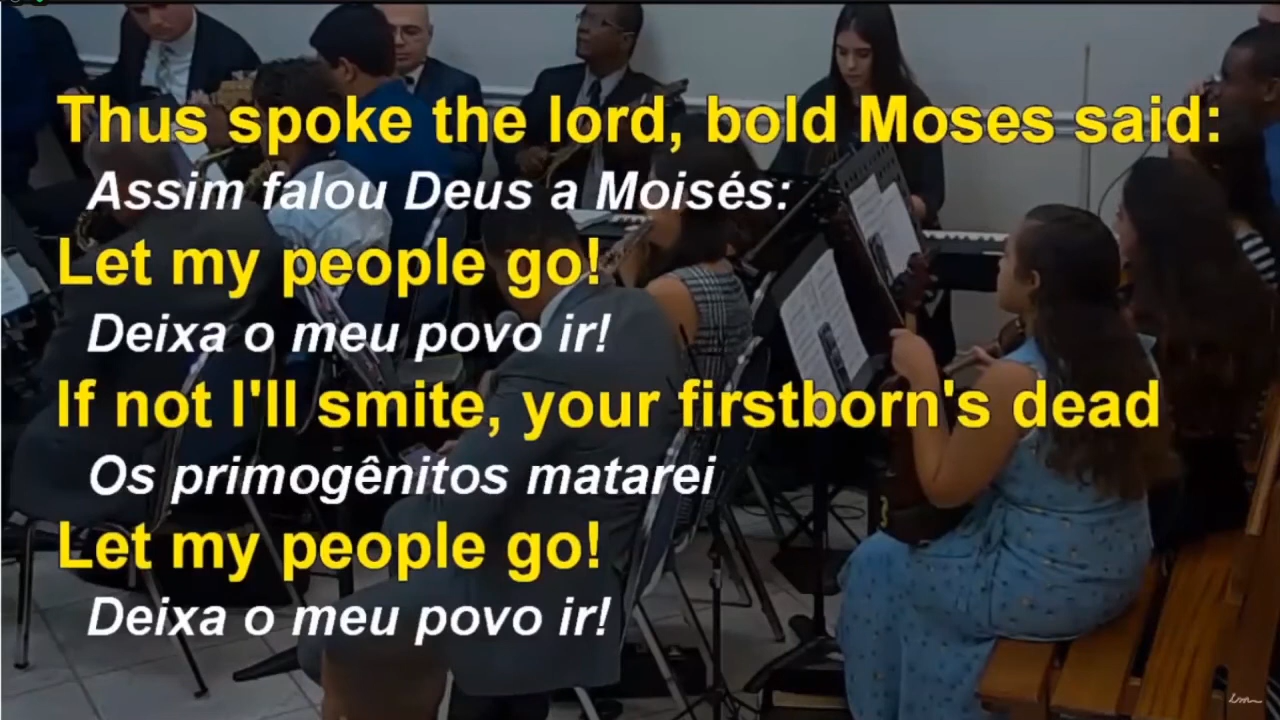 Thus spoke the lord, bold Moses said:
Assim falou Deus a Moisés:
Let my people go!
Deixa o meu povo ir!
If not I'll smite, your firstborn's dead
Os primogênitos matarei
Let my people go!
Deixa o meu povo ir!